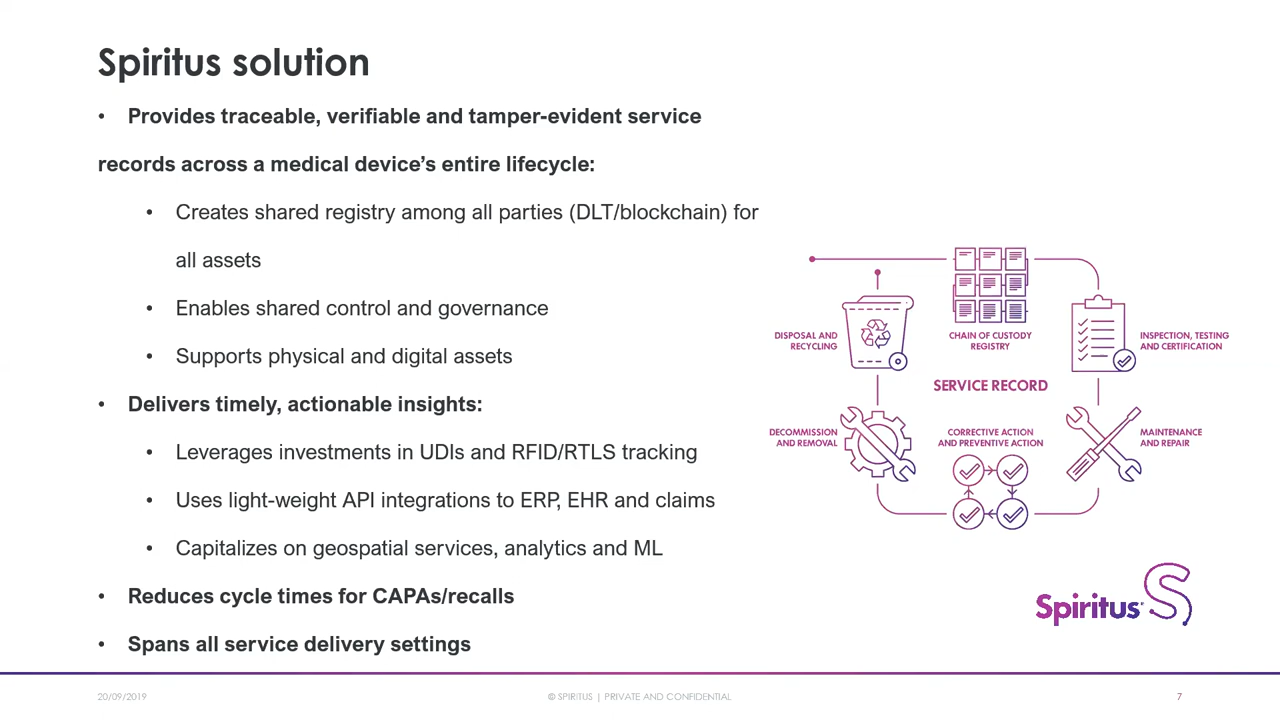 Spiritus solution
• Provides traceable, verifiable and tamper-evident service
records across a medical device’s entire lifecycle:
• Creates shared registry among all parties (DLT/blockchain) for
all assets
• Enables shared control and governance
• Supports physical and digital assets
• Delivers timely, actionable insights:
• Leverages investments in UDIs and RFID/RTLS tracking
• Uses light-weight API integrations to ERP, EHR and claims
• Capitalizes on geospatial services, analytics and ML
• Reduces cycle times for CAPAs/recalls
• Spans all service delivery settings
DISPOSAL AND
RECYCLING
CHAIN OF CUSTODY
REGISTRY
INSPECTION, TESTING
AND CERTIFICATION
SERVICE RECORD
DECOMMISSION
AND REMOVAL
CORRECTIVE ACTION
AND PREVENTIVE ACTION
MAINTENANCE
AND REPAIR
Spiritus
20/09/2019
© SPIRITUS | PRIVATE AND CONFIDENTIAL
7